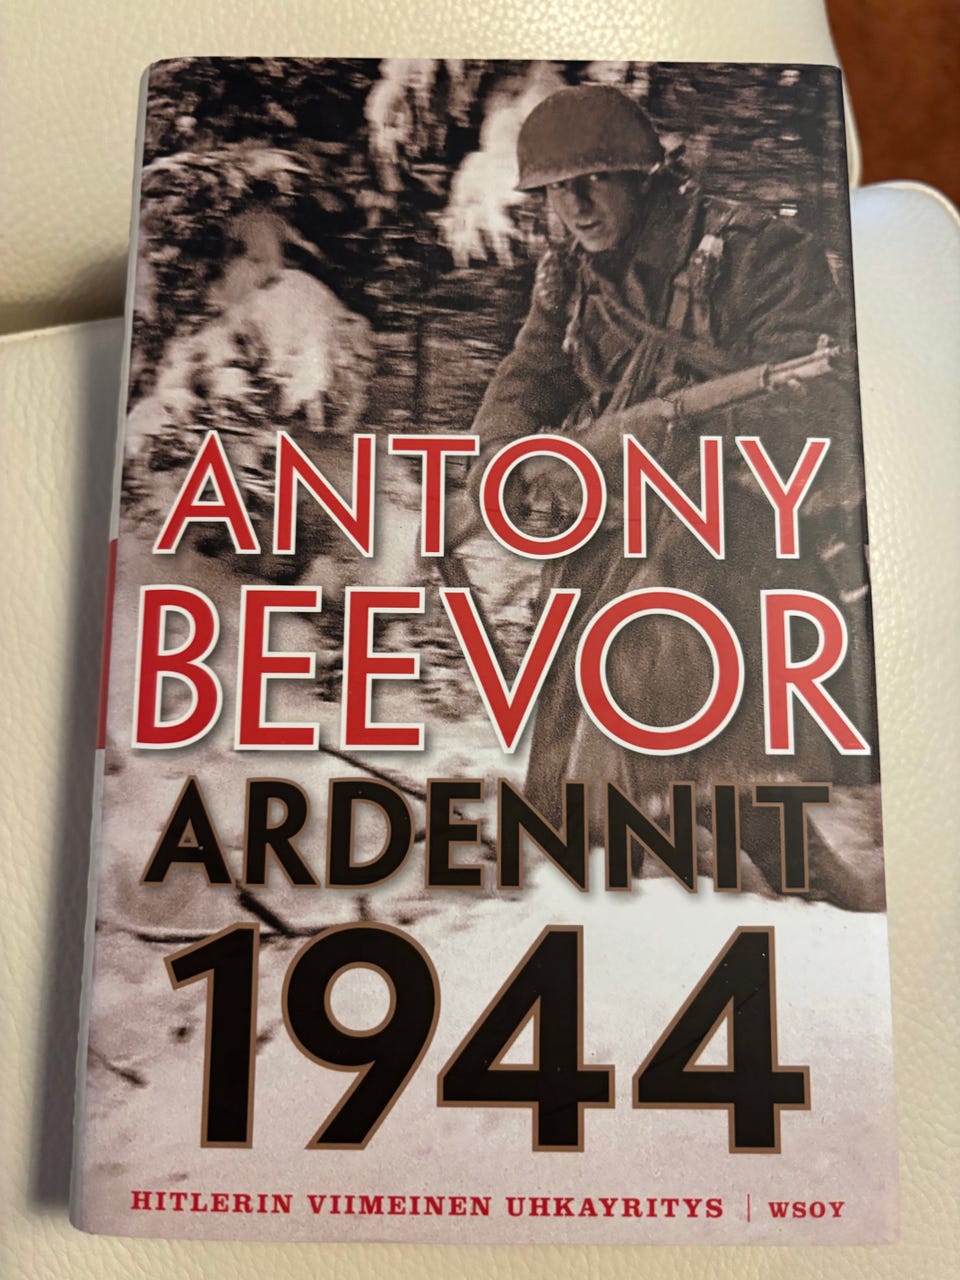 ANTONY
BEEVOR
ARDENNIT
1944
HITLERIN VIIMEINEN UHKAYRITYS | WSOY